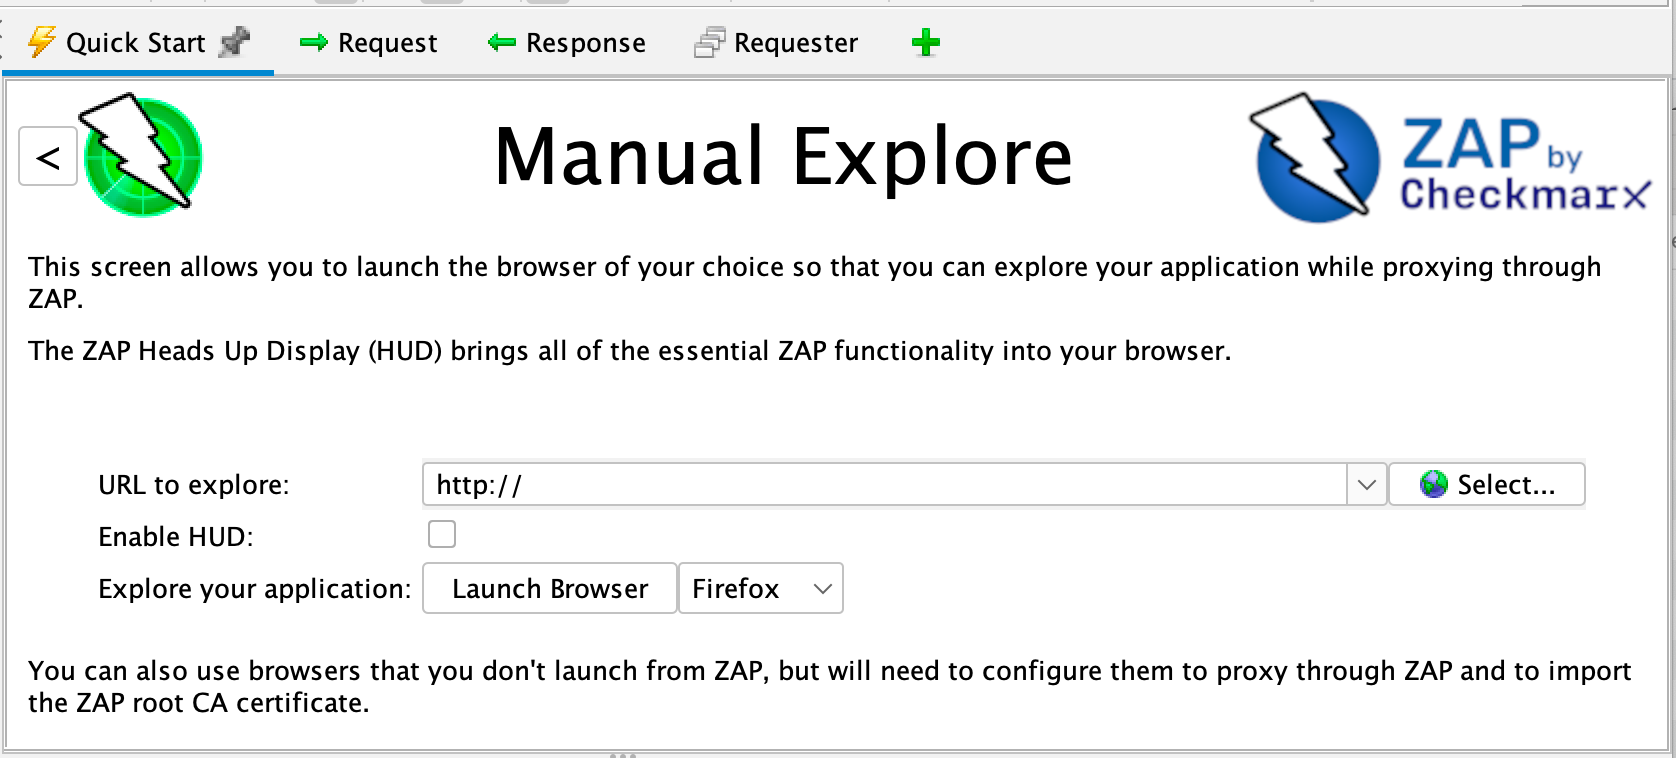 Quick Start
Request
Response
Requester
<
Manual Explore
ZAP by
Checkmarx
This screen allows you to launch the browser of your choice so that you can explore your application while proxying through
ZAP.
The ZAP Heads Up Display (HUD) brings all of the essential ZAP functionality into your browser.
URL to explore: http:// Select...
Enable HUD:
Explore your application: Launch Browser Firefox
You can also use browsers that you don't launch from ZAP, but will need to configure them to proxy through ZAP and to import
the ZAP root CA certificate.